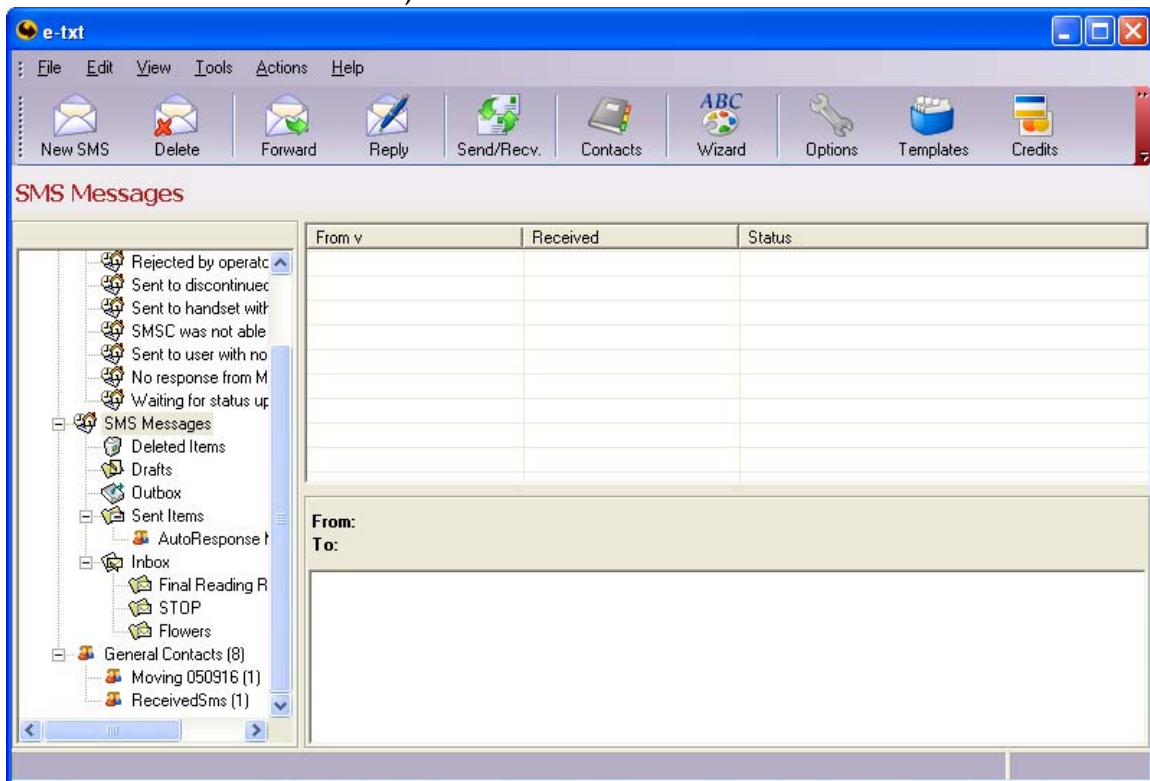 e-txt
File Edit View Tools Actions Help
ABC
New SMS Delete Forward Reply Send/Recv. Contacts Wizard Options Templates Credits
SMS Messages
From v Received Status
Rejected by operatc
Sent to discontinuec
Sent to handset with
SMSC was not able
Sent to user with no
No response from M
Waiting for status up
SMS Messages
Deleted Items
Drafts
Outbox
Sent Items
AutoResponse
Inbox
Final Reading R
STOP
Flowers
General Contacts (8)
Moving 050916 (1)
ReceivedSms (1)
From:
To: